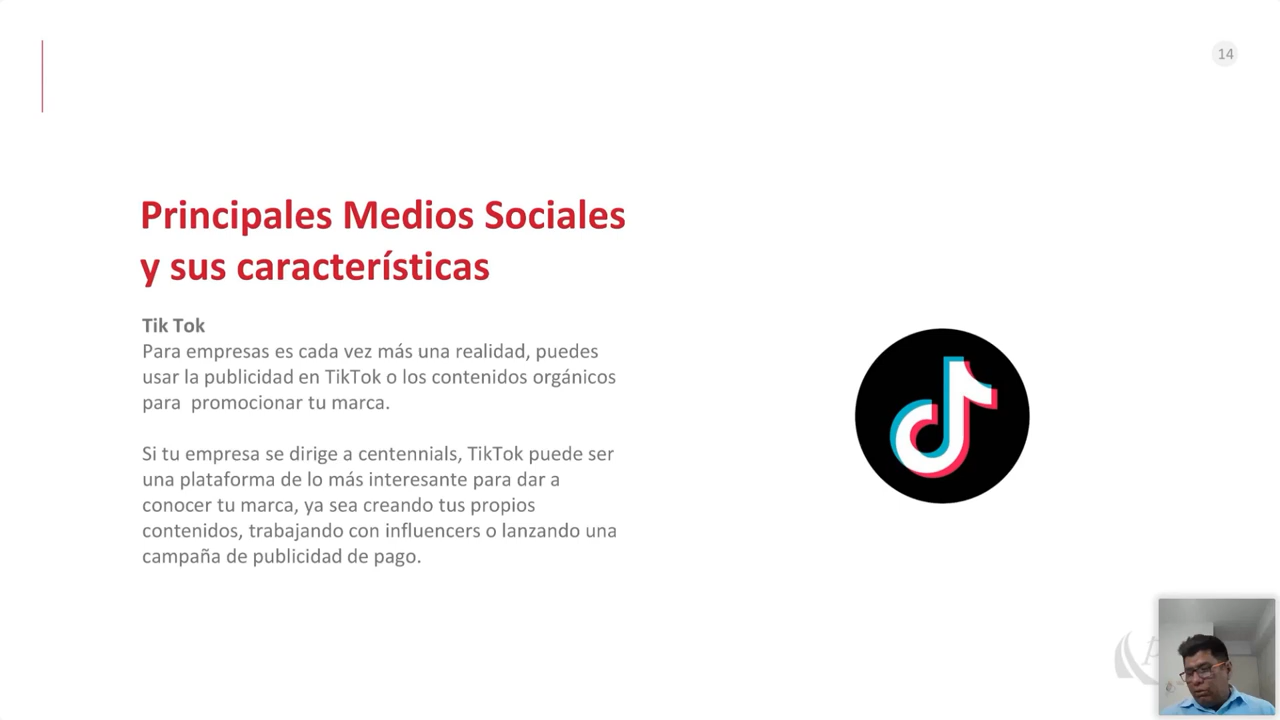 14
Principales Medios Sociales
y sus características
Tik Tok
Para empresas es cada vez más una realidad, puedes
usar la publicidad en TikTok o los contenidos orgánicos
para  promocionar tu marca.
Si tu empresa se dirige a centennials, TikTok puede ser
una plataforma de lo más interesante para dar a
conocer tu marca, ya sea creando tus propios
contenidos, trabajando con influencers o lanzando una
campaña de publicidad de pago.